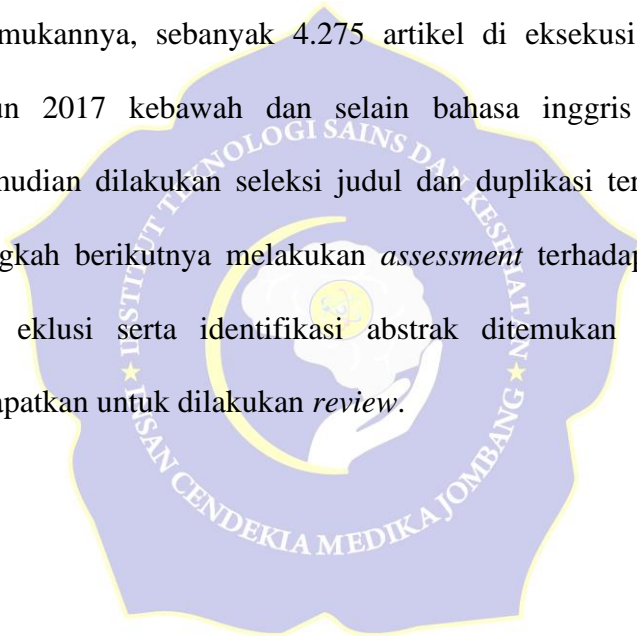 mukannya, sebanyak 4.275 artikel di eksekusi
un 2017 kebawah dan selain bahasa inggris
mudian dilakukan seleksi judul dan duplikasi ter
gkah berikutnya melakukan assessment terhadap
eklusi serta identifikasi abstrak ditemukan
apatkan untuk dilakukan review.
INSTITUT TEKNOLOGI SAINS DAN KESEHATAN
INSAN CENDEKIA MEDIKA JOMBANG